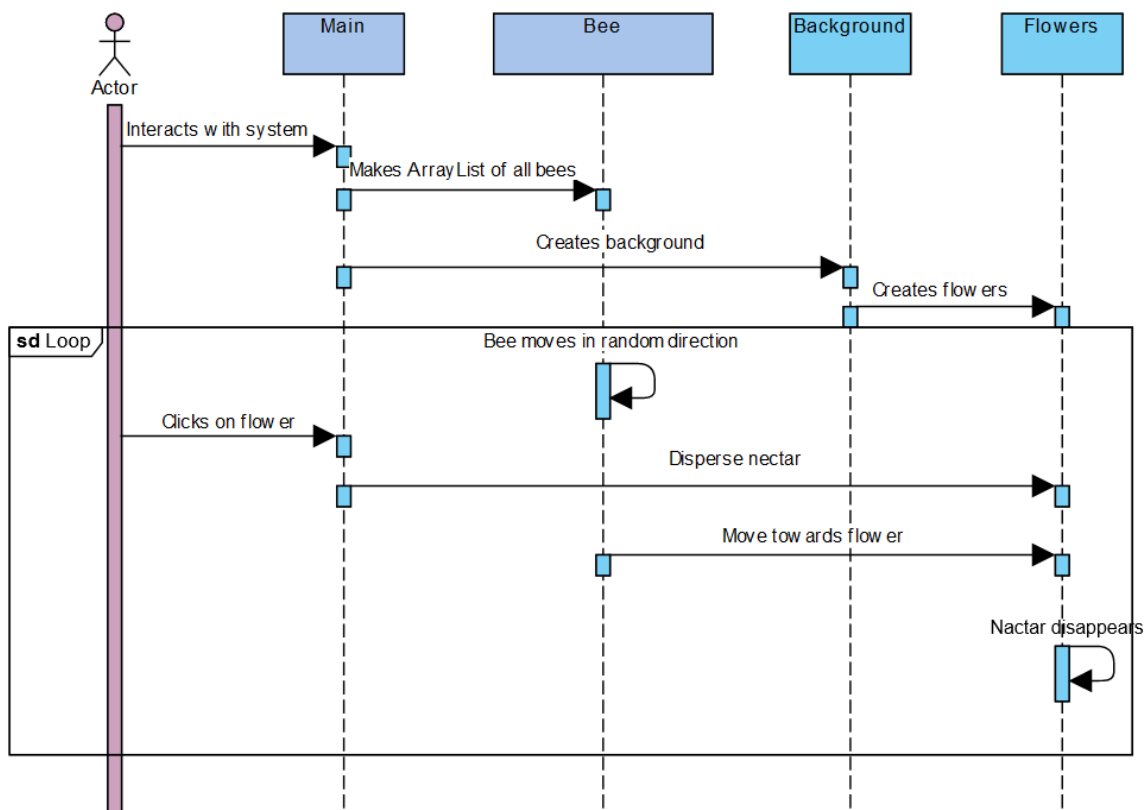 Main
Bee
Background
Flowers
Actor
Interacts with system
Makes ArrayList of all bees
Creates background
Creates flowers
sd Loop
Bee moves in random direction
Clicks on flower
Disperse nectar
Move towards flower
Nactar disappears